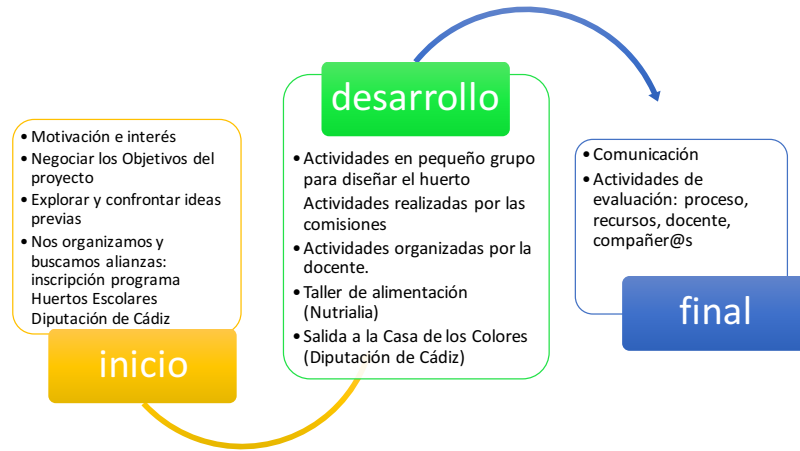 • Motivación e interés
• Negociar los Objetivos del
proyecto
• Explorar y confrontar ideas
previas
• Nos organizamos y
buscamos alianzas:
inscripción programa
Huertos Escolares
Diputación de Cádiz
inicio
desarrollo
• Actividades en pequeño grupo
para diseñar el huerto
Actividades realizadas por las
comisiones
• Actividades organizadas por la
docente.
• Taller de alimentación
(Nutrialia)
• Salida a la Casa de los Colores
(Diputación de Cádiz)
• Comunicación
• Actividades de
evaluación: proceso,
recursos, docente,
compañer@s
final